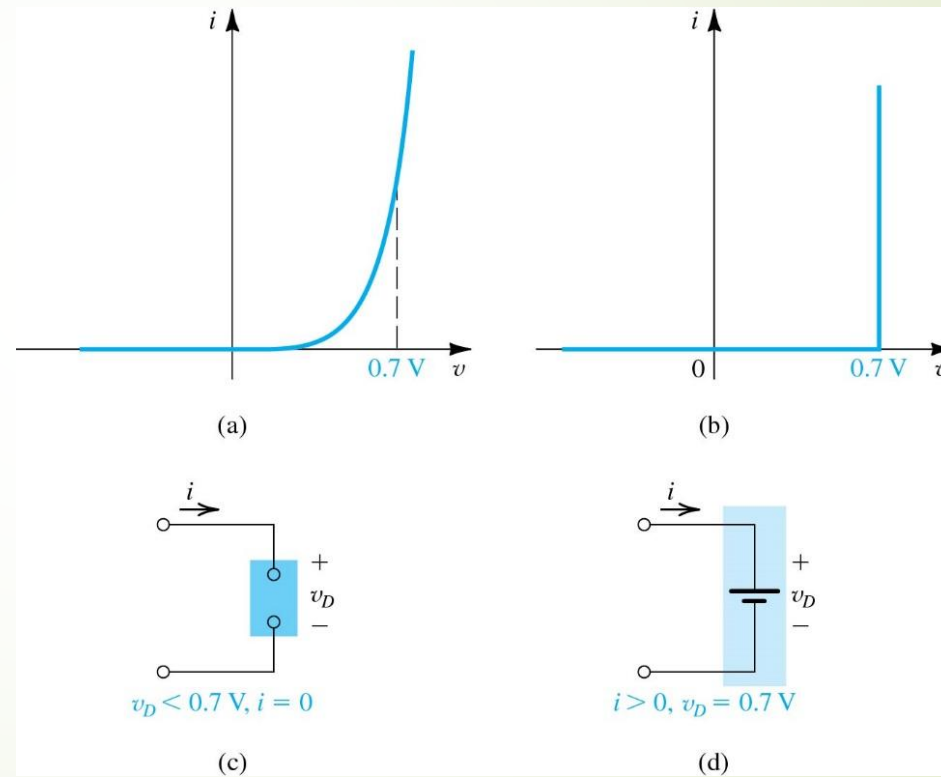 i i
0.7 V v 0 0.7 V v
(a) (b)
i i
+ +
v_D v_D
− −
v_D < 0.7 V, i = 0 i > 0, v_D = 0.7 V
(c) (d)